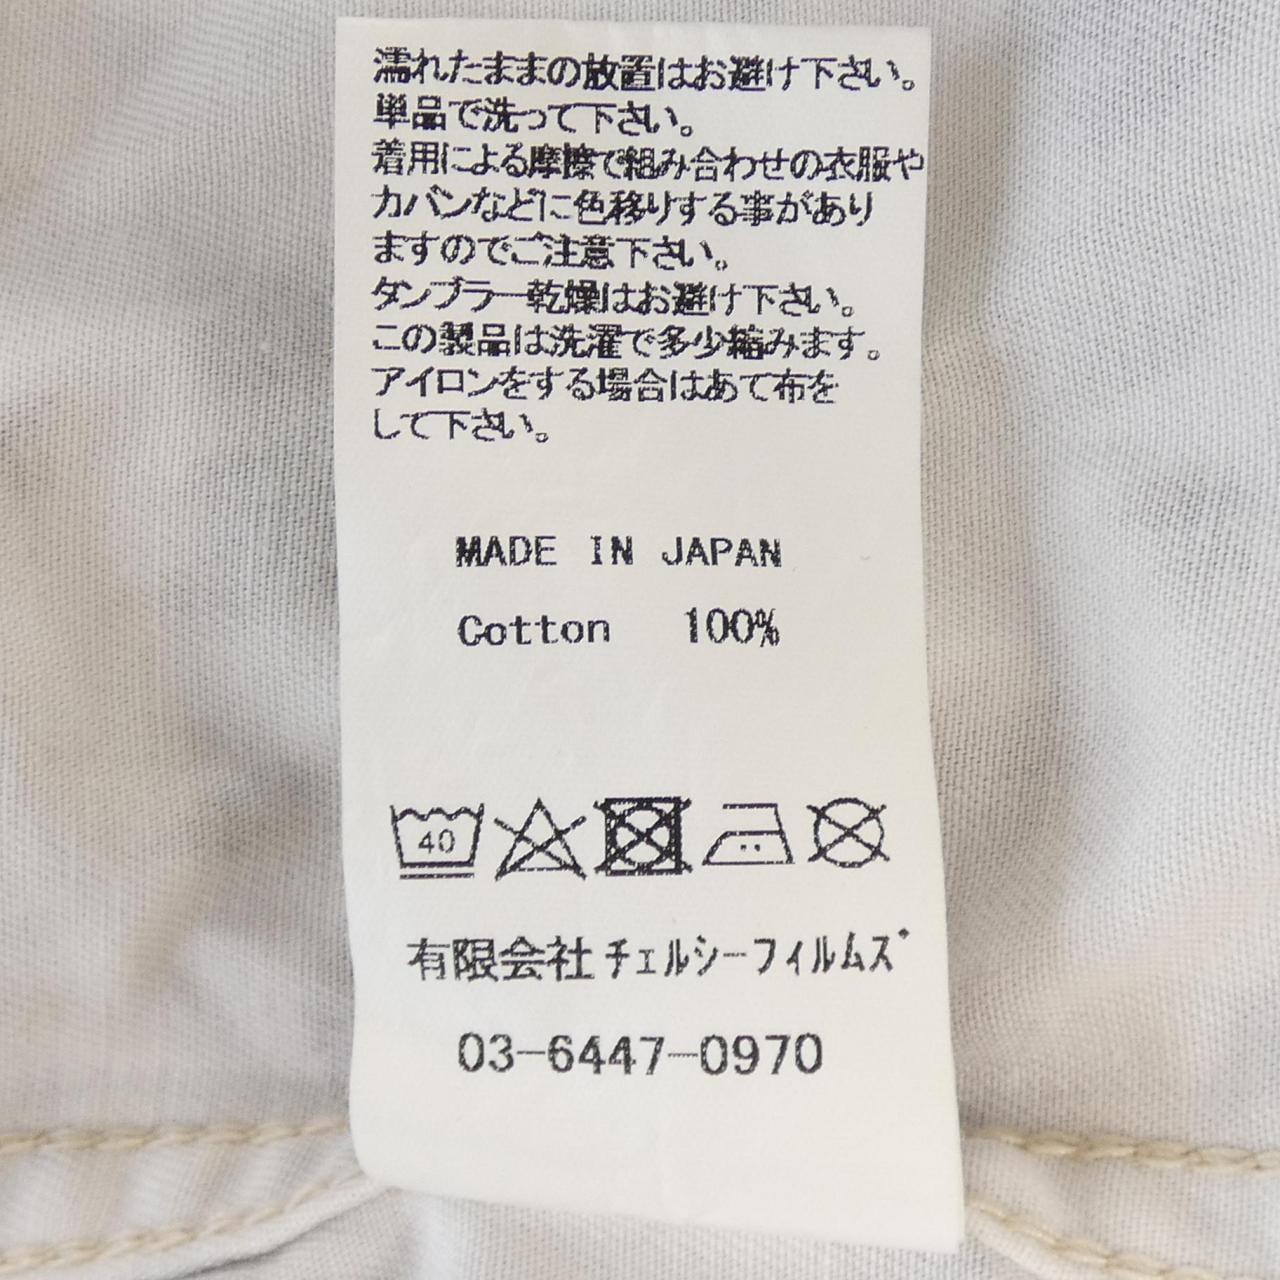 濡れたままの放置はお避け下さい。
単品で洗って下さい。
着用による摩擦で組み合わせの衣服や
カバンなどに色移りする事があり
ますのでご注意下さい。
タンブラー乾燥はお避け下さい。
この製品は洗濯で多少縮みます。
アイロンをする場合はあて布を
して下さい。
MADE IN JAPAN
Cotton 100%
40
有限会社チェルシーフィルムズ
03-6447-0970